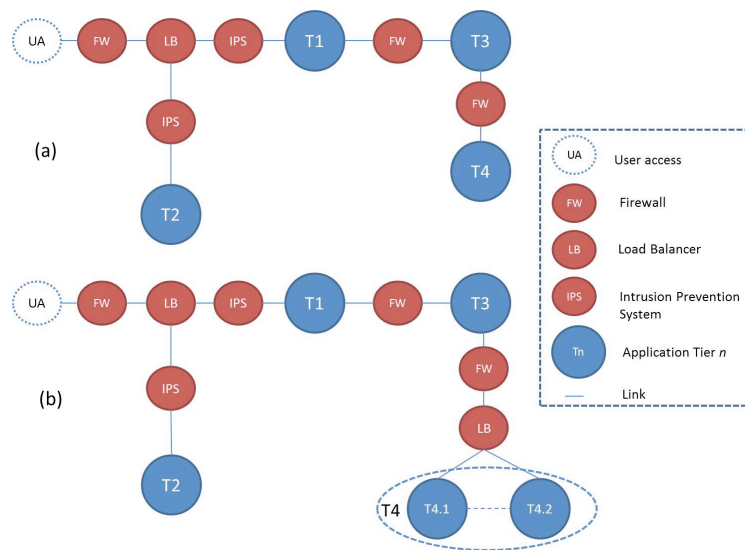 UA FW LB IPS T1 FW T3
FW
IPS
(a)
T4
T2
UA FW LB IPS T1 FW T3
FW
IPS
(b)
LB
T2
T4 T4.1 T4.2
UA User access
FW Firewall
LB Load Balancer
IPS Intrusion Prevention
System
Tn Application Tier n
Link